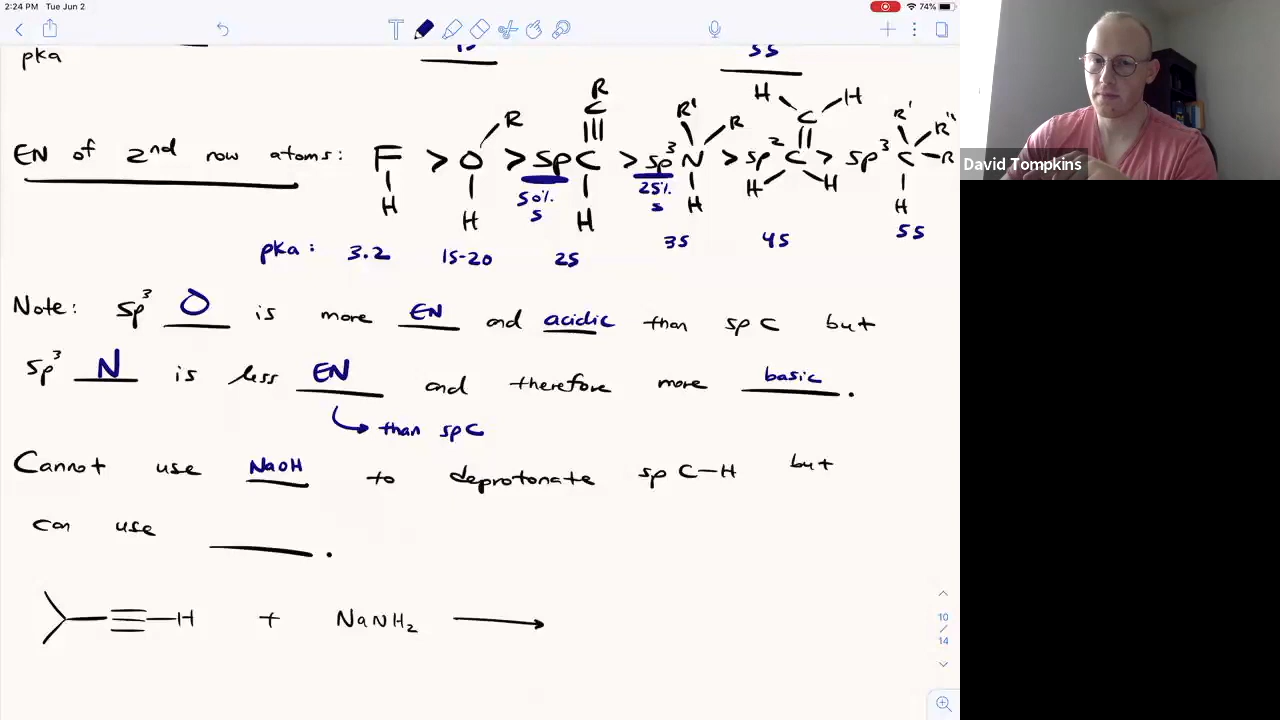 2:24 PM Tue Jun 2
74%
pka 15 55
EN of 2nd row atoms: F > O > sp C > sp3 N > sp2 C > sp3 C
R C R' R H H C R' R'' R
H H H H H H H
50% s 25% s
pka: 3.2 15-20 25 35 45 55
Note: sp3 O is more EN and acidic than sp C but
sp3 N is less EN and therefore more basic.
than sp C
Cannot use NaOH to deprotonate sp C-H but
can use ______.
≡-H + NaNH2 →
10
/
14
David Tompkins